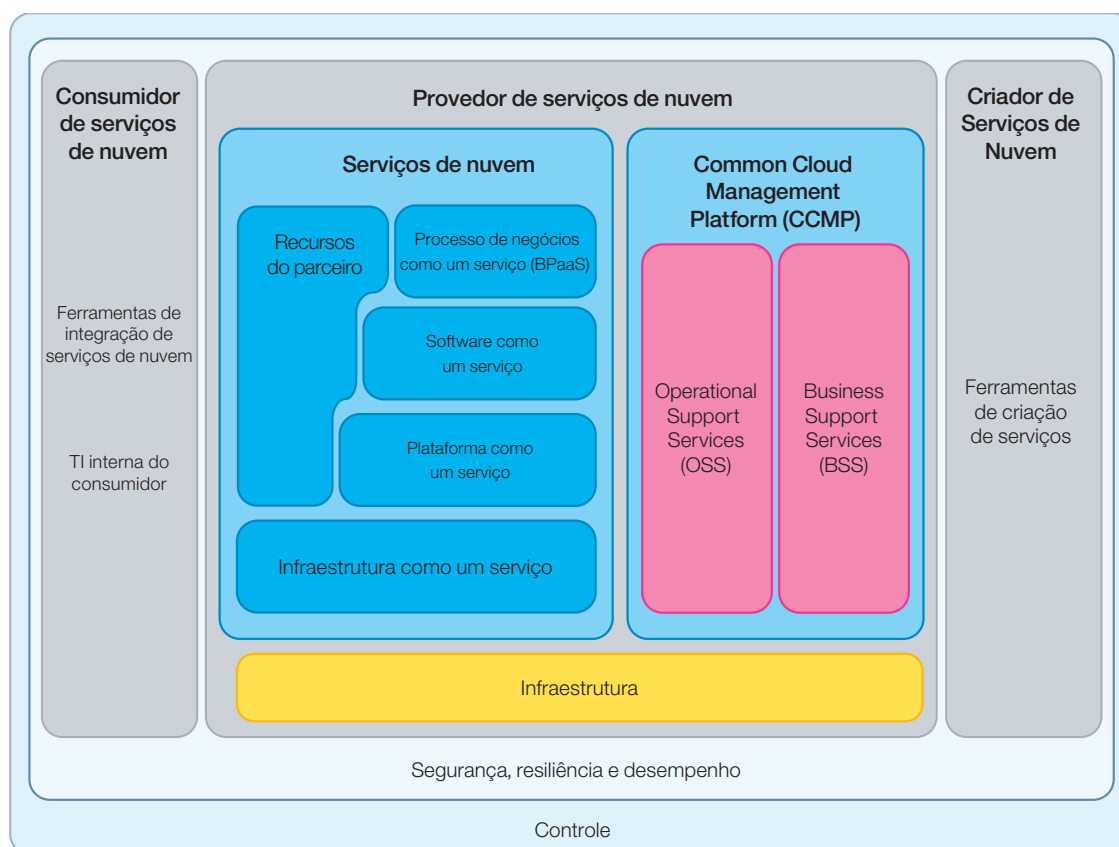 Consumidor
de serviços
de nuvem
Ferramentas de
integração de
serviços de nuvem
TI interna do
consumidor
Provedor de serviços de nuvem
Serviços de nuvem
Recursos
do parceiro
Processo de negócios
como um serviço (BPaaS)
Software como
um serviço
Plataforma como
um serviço
Infraestrutura como um serviço
Common Cloud
Management
Platform (CCMP)
Operational
Support
Services
(OSS)
Business
Support
Services
(BSS)
Infraestrutura
Criador de
Serviços de
Nuvem
Ferramentas
de criação
de serviços
Segurança, resiliência e desempenho
Controle